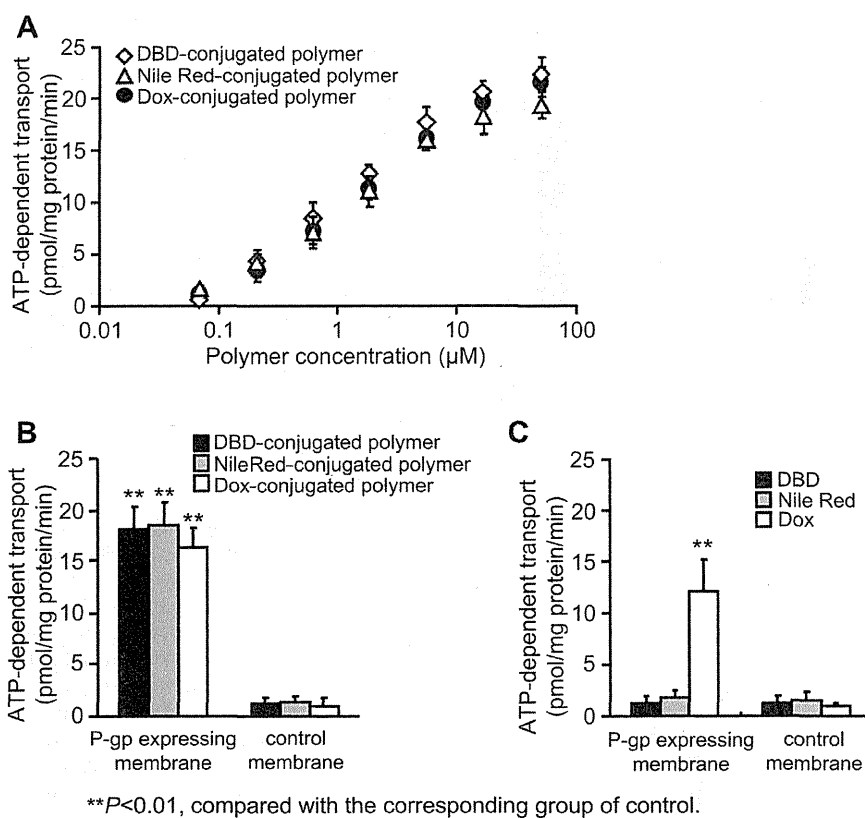 A
DBD-conjugated polymer
Nile Red-conjugated polymer
Dox-conjugated polymer
ATP-dependent transport
(pmol/mg protein/min)
25
20
15
10
5
0
0.01
0.1
1
10
100
Polymer concentration (µM)
B
DBD-conjugated polymer
NileRed-conjugated polymer
Dox-conjugated polymer
ATP-dependent transport
(pmol/mg protein/min)
25
20
15
10
5
0
** ** **
P-gp expressing
membrane
control
membrane
C
DBD
Nile Red
Dox
ATP-dependent transport
(pmol/mg protein/min)
25
20
15
10
5
0
**
P-gp expressing
membrane
control
membrane
**P<0.01, compared with the corresponding group of control.